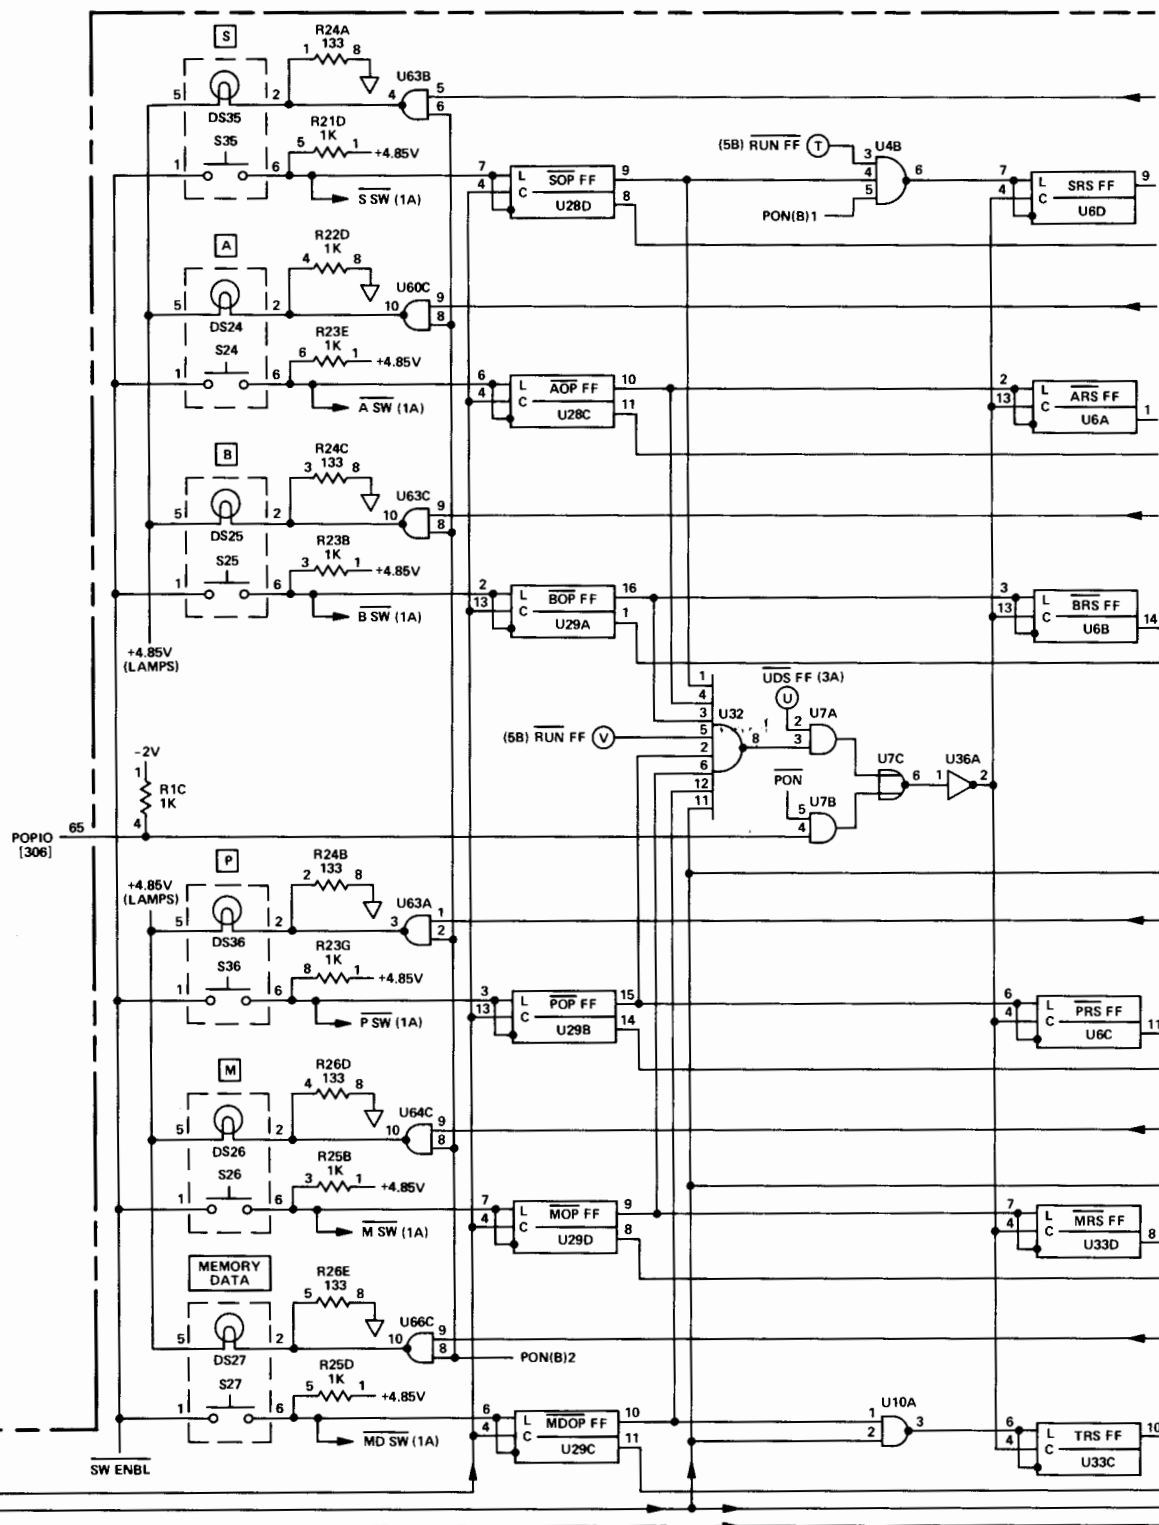 S
R24A
133
1 8
U63B
5
4
6
5 2
DS35
R21D
1K
5 1 +4.85V
S35
1 6
S SW (1A)
7 L SOP FF 9
4 C U28D 8
(5B) RUN FF T
U4B
3
4 6
5
PON(B)1
7 L SRS FF 9
4 C U6D
A
R22D
1K
4 8
U60C
9
10
8
5 2
DS24
R23E
1K
6 1 +4.85V
S24
1 6
A SW (1A)
6 L AOP FF 10
4 C U28C 11
2 L ARS FF
13 C U6A 1
B
R24C
133
3 8
U63C
9
10
8
5 2
DS25
R23B
1K
3 1 +4.85V
S25
1 6
B SW (1A)
2 L BOP FF 16
13 C U29A 1
3 L BRS FF
13 C U6B 14
+4.85V
(LAMPS)
UDS FF (3A)
U
1
4
3 U32
5 8
2
6
12
11
(5B) RUN FF V
2 U7A
3
U7C
6
U36A
1 2
PON
5 U7B
4
-2V
1
R1C
1K
4
POPIO
[306]
65
P
+4.85V
(LAMPS)
R24B
133
2 8
U63A
1
3
2
5 2
DS36
R23G
1K
8 1 +4.85V
S36
1 6
P SW (1A)
3 L POP FF 15
13 C U29B 14
6 L PRS FF
4 C U6C 11
M
R26D
133
4 8
U64C
9
10
8
5 2
DS26
R25B
1K
3 1 +4.85V
S26
1 6
M SW (1A)
7 L MOP FF 9
4 C U29D 8
7 L MRS FF
4 C U33D 8
MEMORY
DATA
R26E
133
5 8
U66C
9
10
8
PON(B)2
5 2
DS27
R25D
1K
5 1 +4.85V
S27
1 6
MD SW (1A)
6 L MDOP FF 10
4 C U29C 11
U10A
1
2 3
6 L TRS FF 10
4 C U33C
SW ENBL